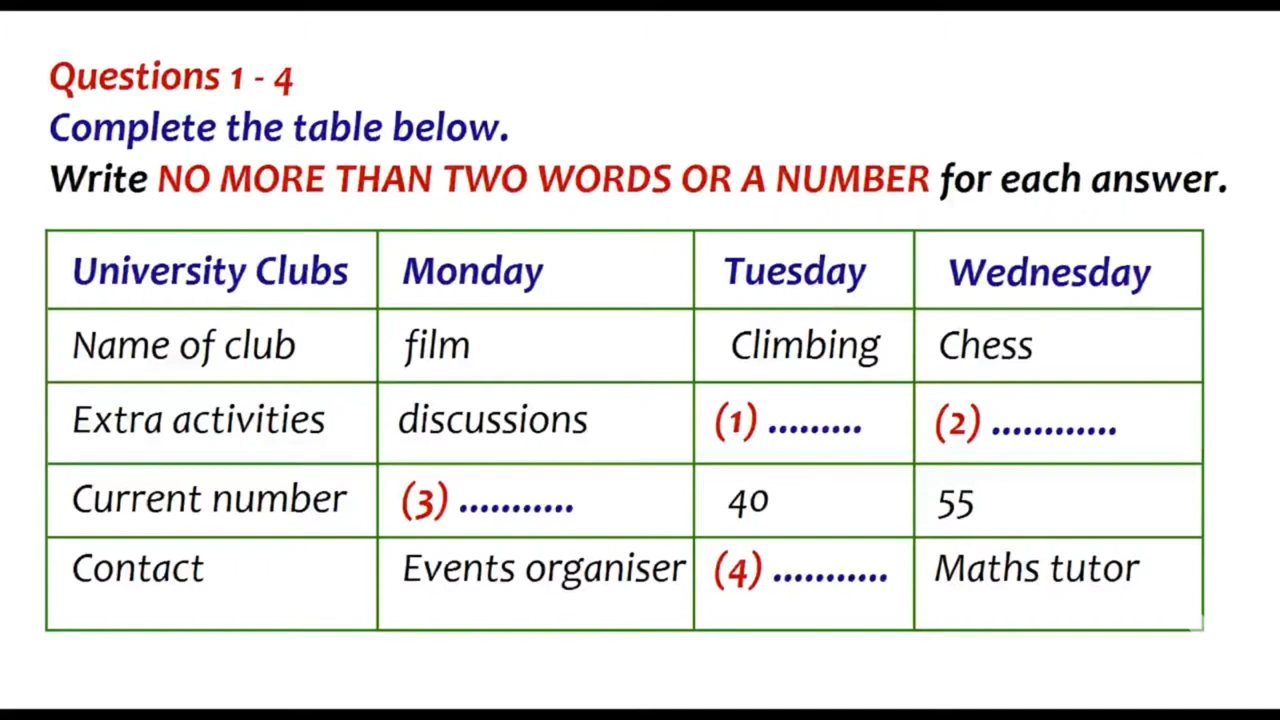 Questions 1 - 4
Complete the table below.
Write NO MORE THAN TWO WORDS OR A NUMBER for each answer.
University Clubs Monday Tuesday Wednesday
Name of club film Climbing Chess
Extra activities discussions (1) ......... (2) ............
Current number (3) ........... 40 55
Contact Events organiser (4) ........... Maths tutor